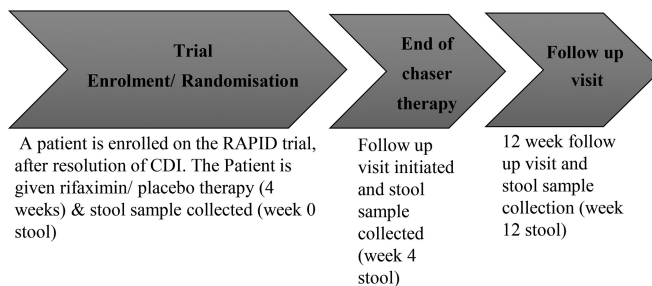 Trial
Enrolment/ Randomisation
End of
chaser
therapy
Follow up
visit
A patient is enrolled on the RAPID trial,
after resolution of CDI. The Patient is
given rifaximin/ placebo therapy (4
weeks) & stool sample collected (week 0
stool)
Follow up
visit initiated
and stool
sample
collected
(week 4
stool)
12 week follow
up visit and
stool sample
collection (week
12 stool)